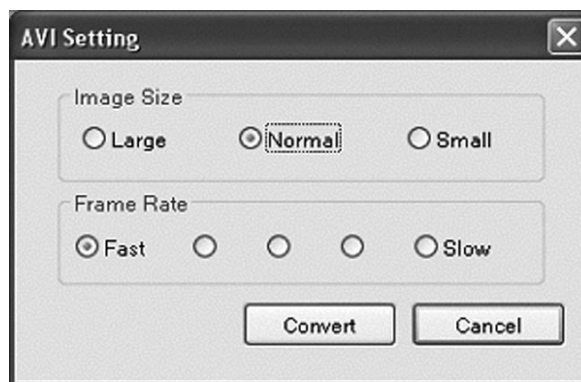 AVI Setting
Image Size
Large Normal Small
Frame Rate
Fast Slow
Convert Cancel